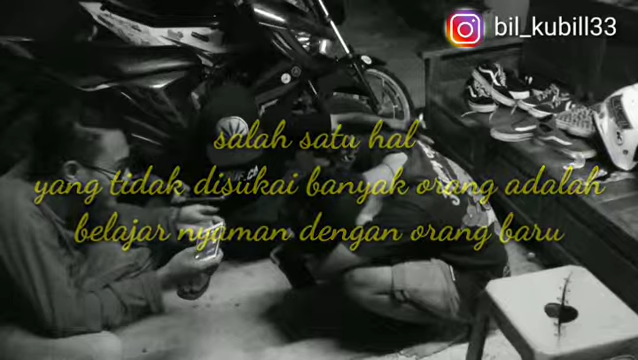 bil_kubill33
salah satu hal
yang tidak disukai banyak orang adalah
belajar nyaman dengan orang baru